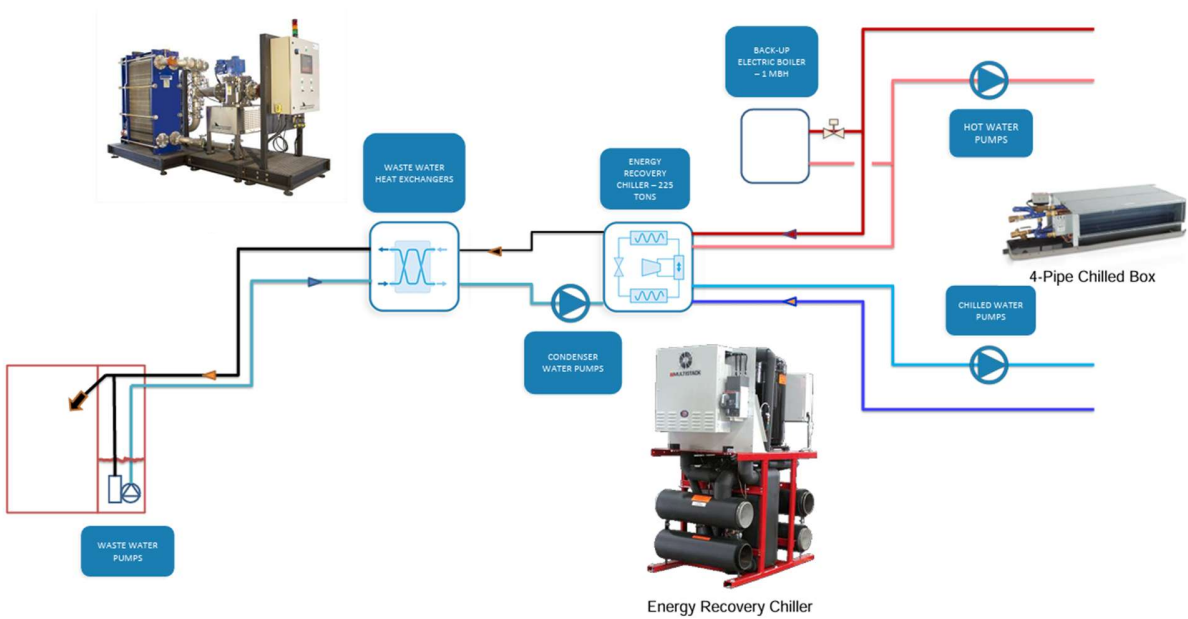 BACK-UP
ELECTRIC BOILER
– 1 MBH
HOT WATER
PUMPS
WASTE WATER
HEAT EXCHANGERS
ENERGY
RECOVERY
CHILLER – 225
TONS
4-Pipe Chilled Box
CHILLED WATER
PUMPS
CONDENSER
WATER PUMPS
MULTISTACK
WASTE WATER
PUMPS
Energy Recovery Chiller